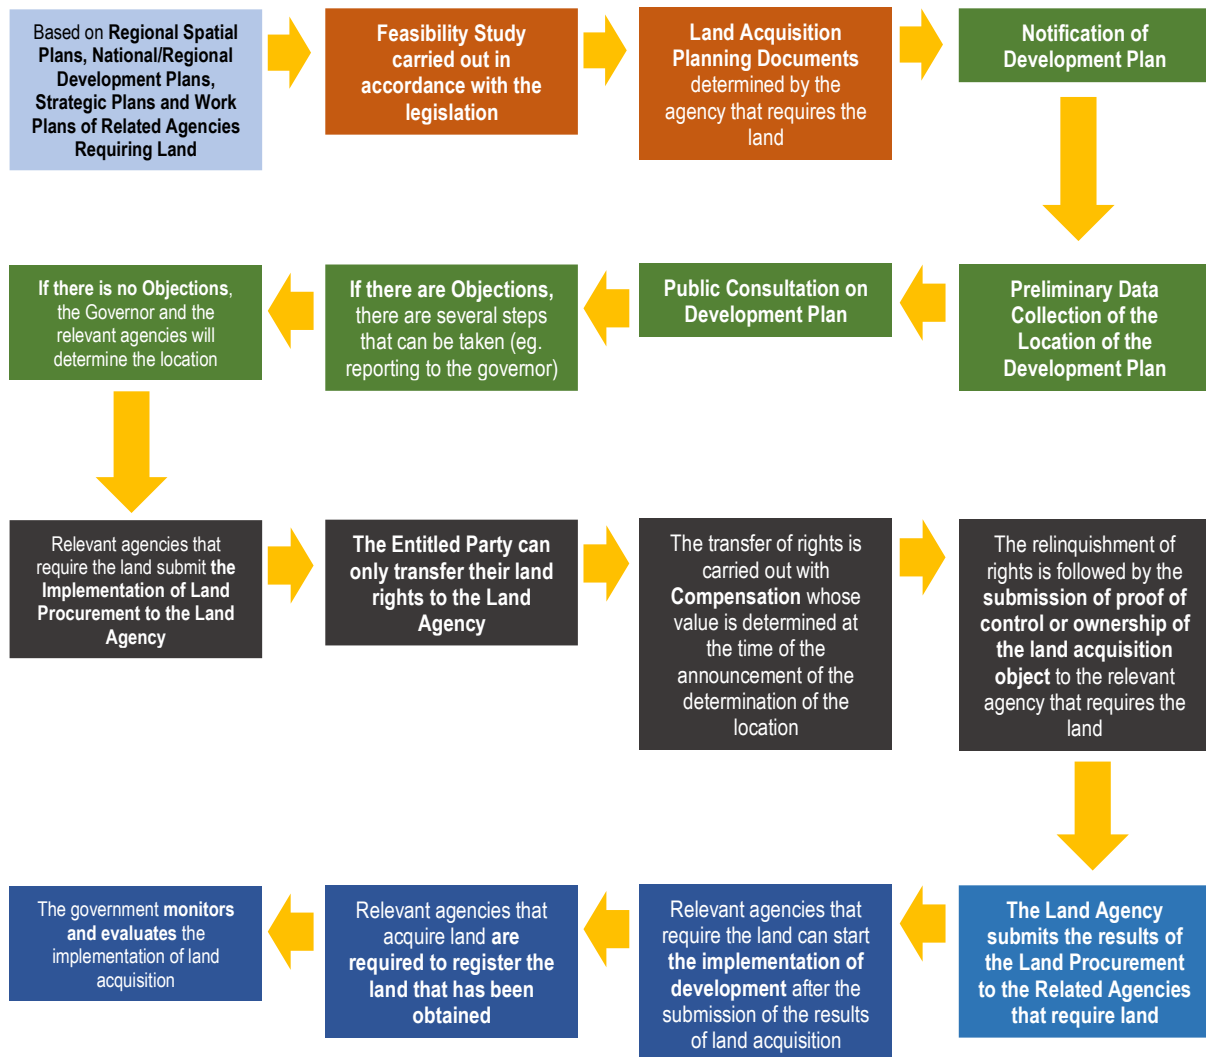 Based on Regional Spatial
Plans, National/Regional
Development Plans,
Strategic Plans and Work
Plans of Related Agencies
Requiring Land
Feasibility Study
carried out in
accordance with the
legislation
Land Acquisition
Planning Documents
determined by the
agency that requires the
land
Notification of
Development Plan
Preliminary Data
Collection of the
Location of the
Development Plan
Public Consultation on
Development Plan
If there are Objections,
there are several steps
that can be taken (eg.
reporting to the governor)
If there is no Objections,
the Governor and the
relevant agencies will
determine the location
Relevant agencies that
require the land submit the
Implementation of Land
Procurement to the Land
Agency
The Entitled Party can
only transfer their land
rights to the Land
Agency
The transfer of rights is
carried out with
Compensation whose
value is determined at
the time of the
announcement of the
determination of the
location
The relinquishment of
rights is followed by the
submission of proof of
control or ownership of
the land acquisition
object to the relevant
agency that requires the
land
The Land Agency
submits the results of
the Land Procurement
to the Related Agencies
that require land
Relevant agencies that
require the land can start
the implementation of
development after the
submission of the results
of land acquisition
Relevant agencies that
acquire land are
required to register the
land that has been
obtained
The government monitors
and evaluates the
implementation of land
acquisition